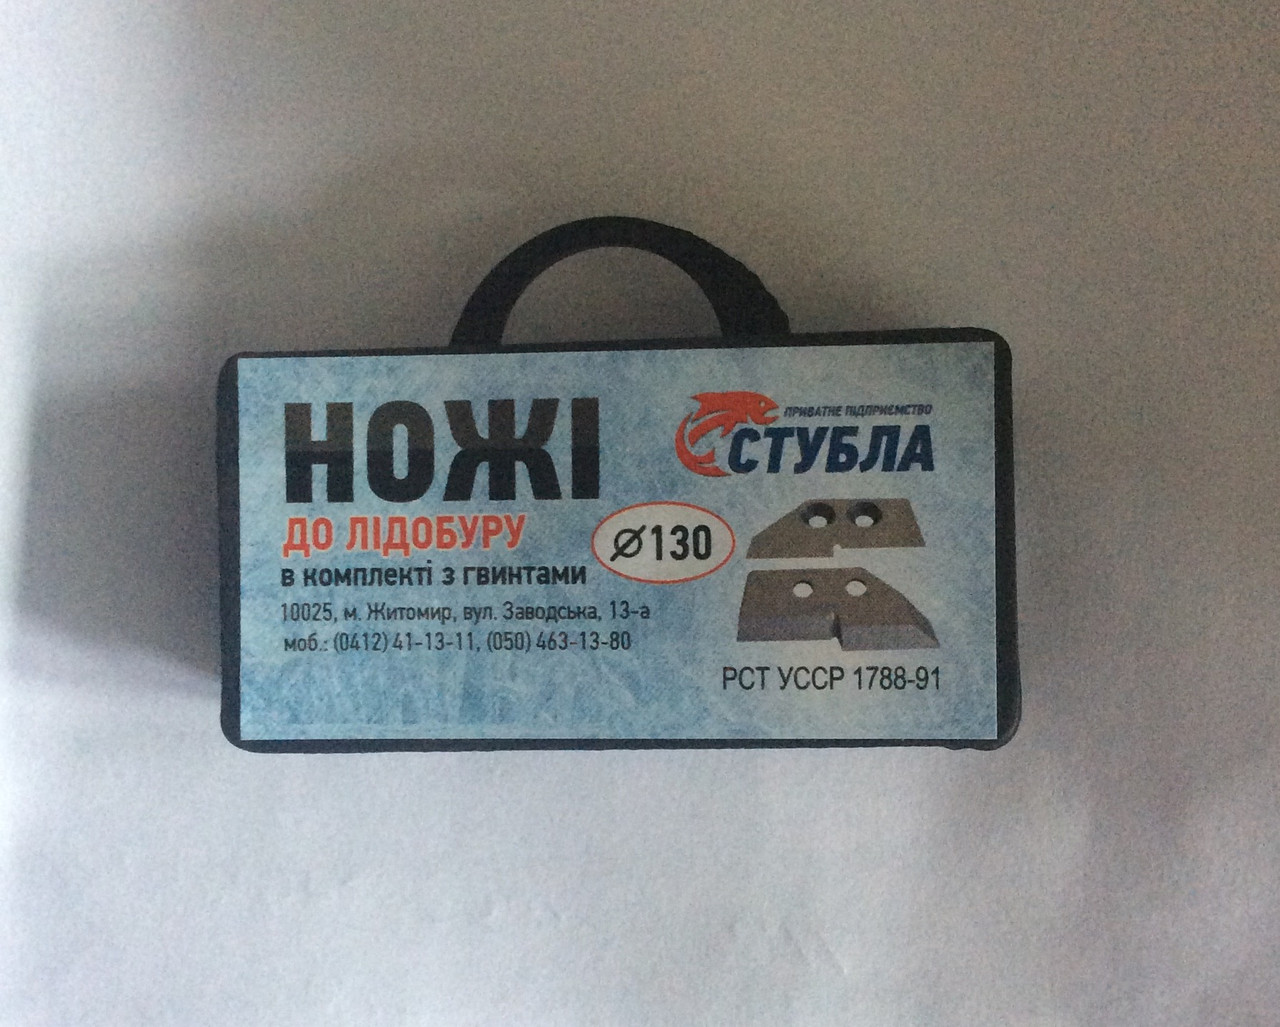 НОЖІ
ДО ЛІДОБУРУ
в комплекті з гвинтами
10025, м. Житомир, вул. Заводська, 13-а
моб.: (0412) 41-13-11, (050) 463-13-80
ПРИВАТНЕ ПІДПРИЄМСТВО
СТУБЛА
⌀130
РСТ УССР 1788-91